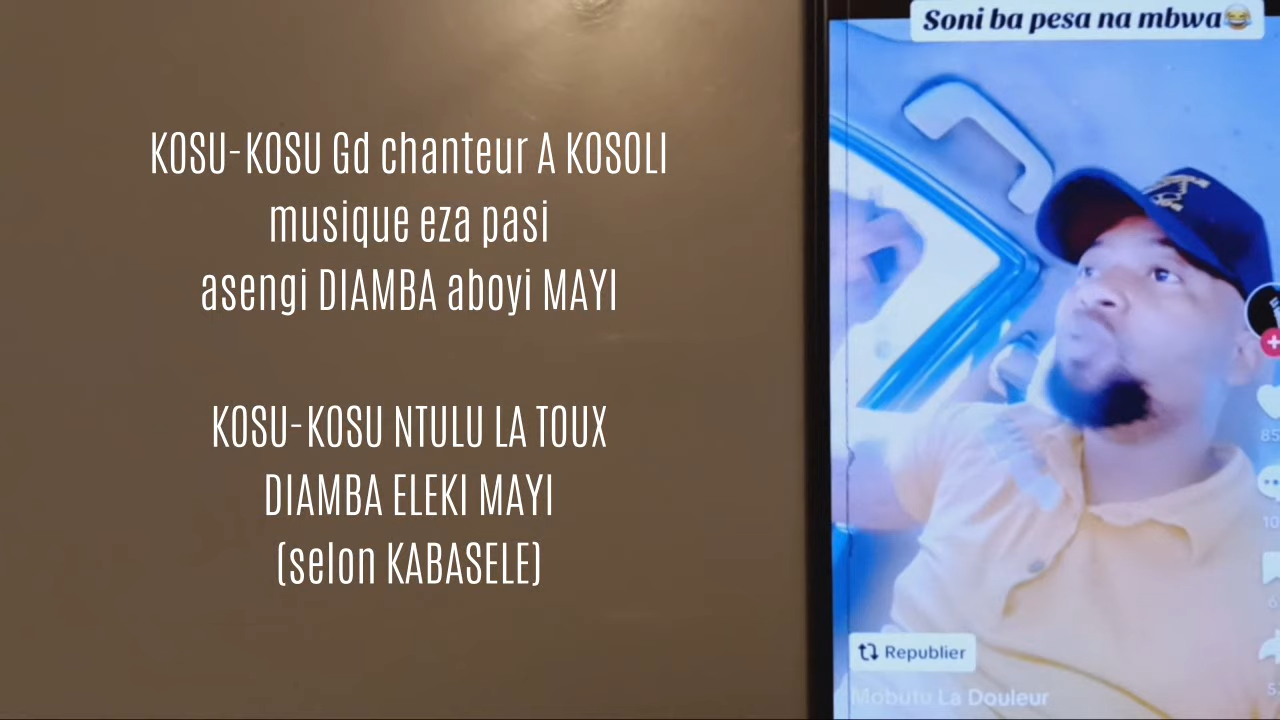 Soni ba pesa na mbwa😂
KOSU-KOSU Gd chanteur A KOSOLI
musique eza pasi
asengi DIAMBA aboyi MAYI
KOSU-KOSU NTULU LA TOUX
DIAMBA ELEKI MAYI
(selon KABASELE)
Republier
Mobutu La Douleur